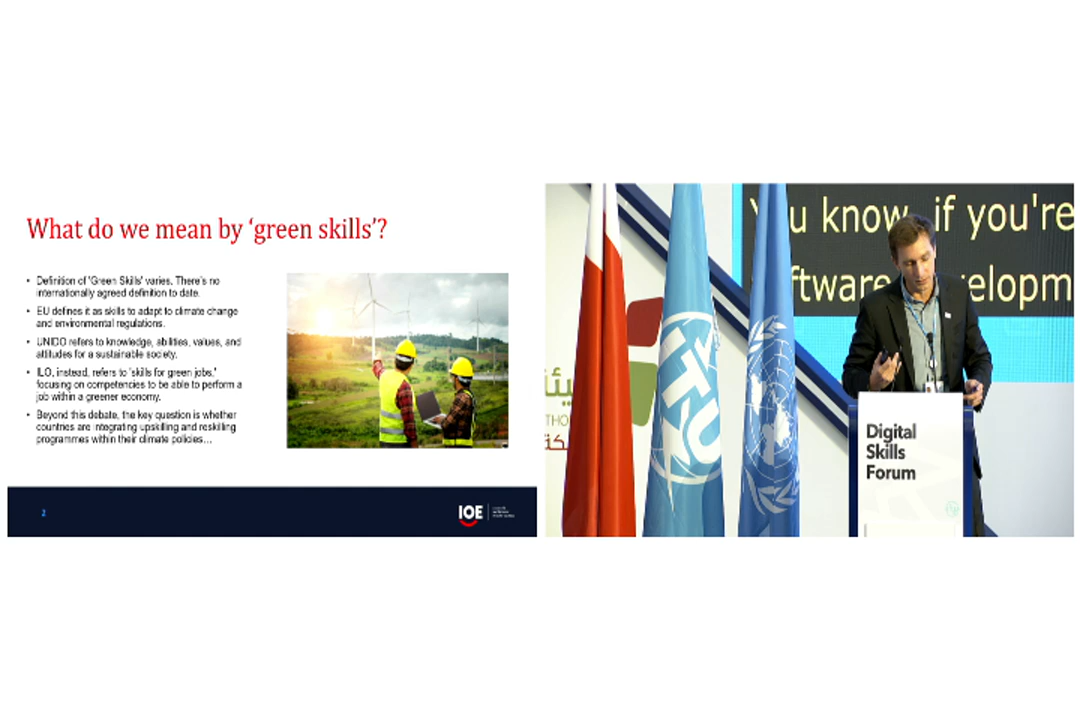 What do we mean by ‘green skills’?
• Definition of 'Green Skills' varies. There's no
internationally agreed definition to date.
• EU defines it as skills to adapt to climate change
and environmental regulations.
• UNIDO refers to knowledge, abilities, values, and
attitudes for a sustainable society.
• ILO, instead, refers to 'skills for green jobs,'
focusing on competencies to be able to perform a
job within a greener economy.
• Beyond this debate, the key question is whether
countries are integrating upskilling and reskilling
programmes within their climate policies…
2
IOE
You know, if you're
ITU
Digital
Skills
Forum